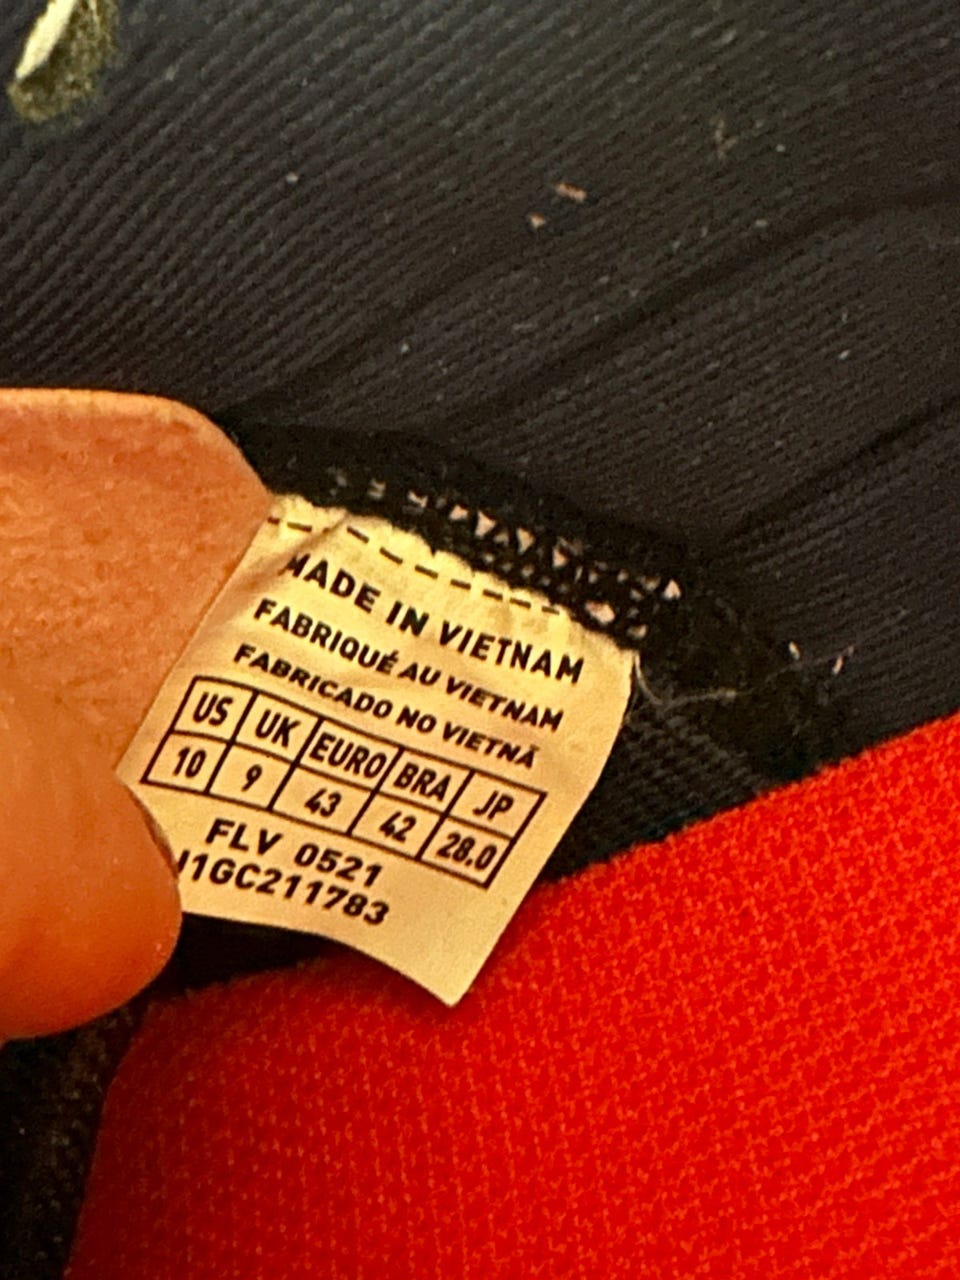 MADE IN VIETNAM
FABRIQUÉ AU VIETNAM
FABRICADO NO VIETNÃ
US UK EURO BRA JP
10 9 43 42 28.0
FLV 0521
J1GC211783